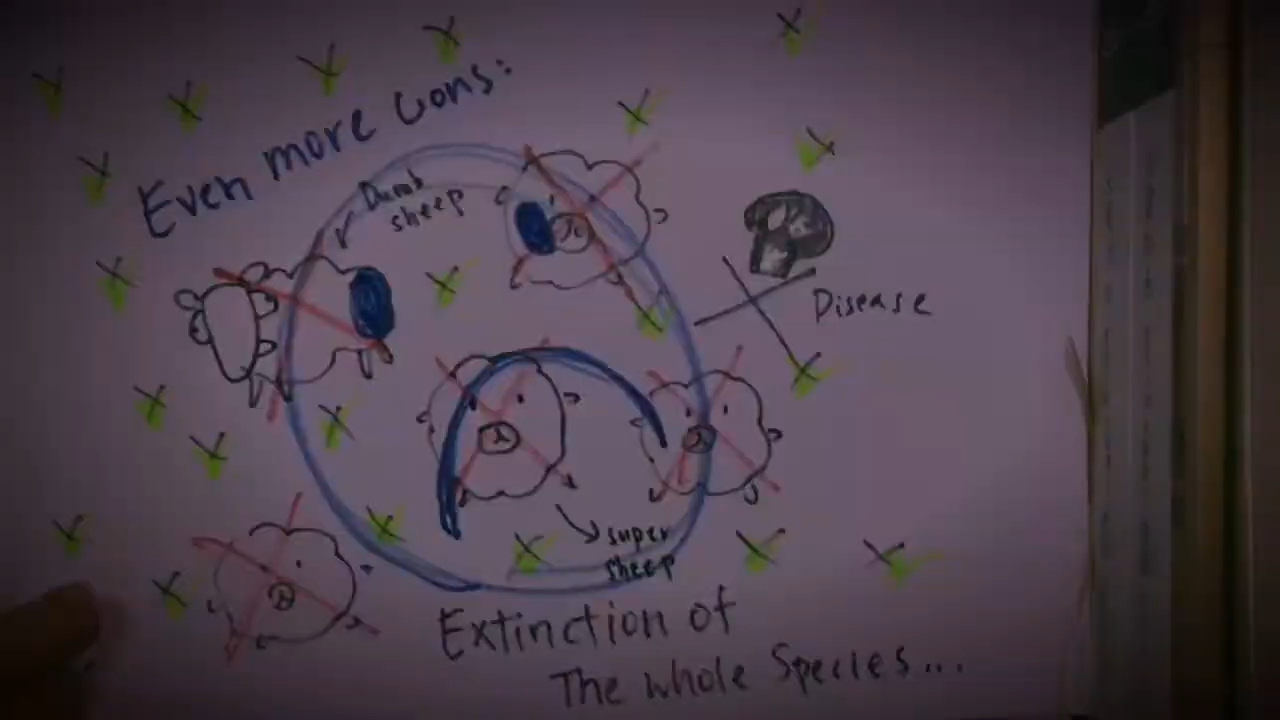 Even more cons:
Dumb
sheep
Disease
super
sheep
Extinction of
The whole Species...